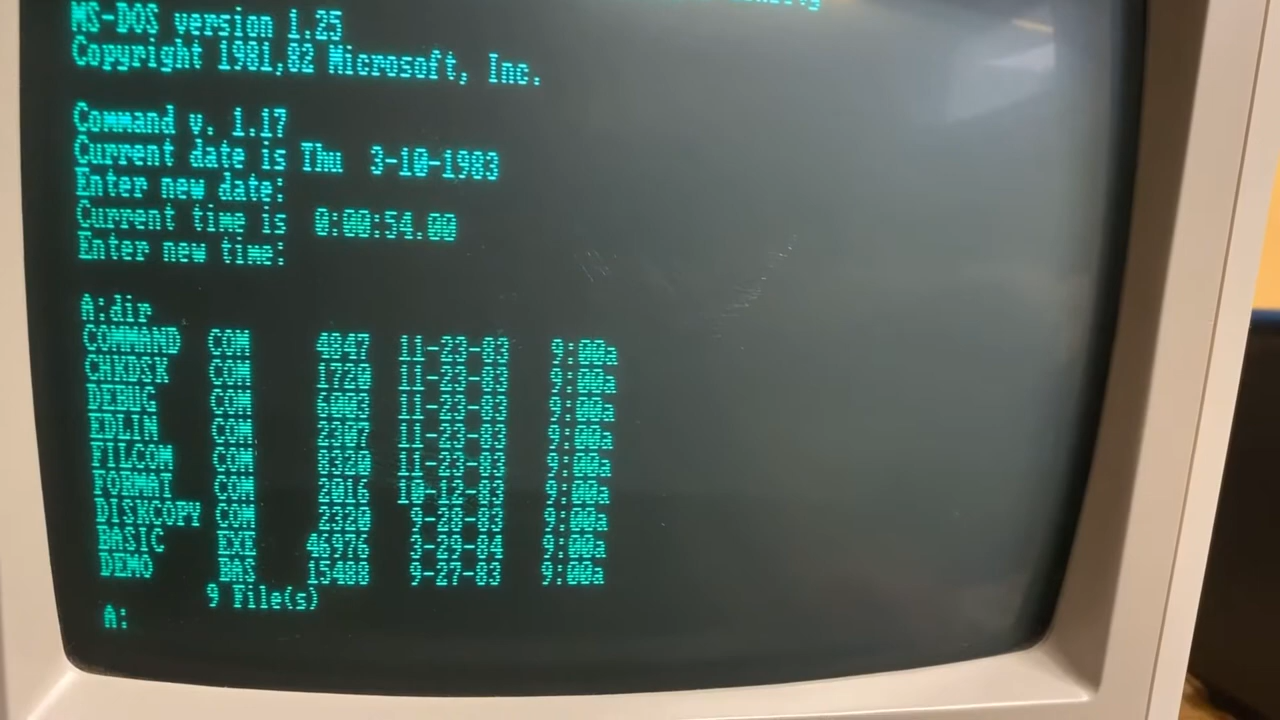 MS-DOS version 1.25
Copyright 1981,82 Microsoft, Inc.
Command v. 1.17
Current date is Thu 3-10-1983
Enter new date:
Current time is 0:00:54.00
Enter new time:
A:dir
COMMAND COM 4847 11-23-83 9:00a
CHKDSK COM 1720 11-23-83 9:00a
DEBUG COM 6003 11-23-83 9:00a
EDLIN COM 2307 11-23-83 9:00a
FILCOM COM 8320 11-23-83 9:00a
FORMAT COM 2016 10-12-83 9:00a
DISKCOPY COM 2320 9-28-83 9:00a
BASIC EXE 46976 3-29-84 9:00a
DEMO BAS 15488 9-27-83 9:00a
9 File(s)
A: